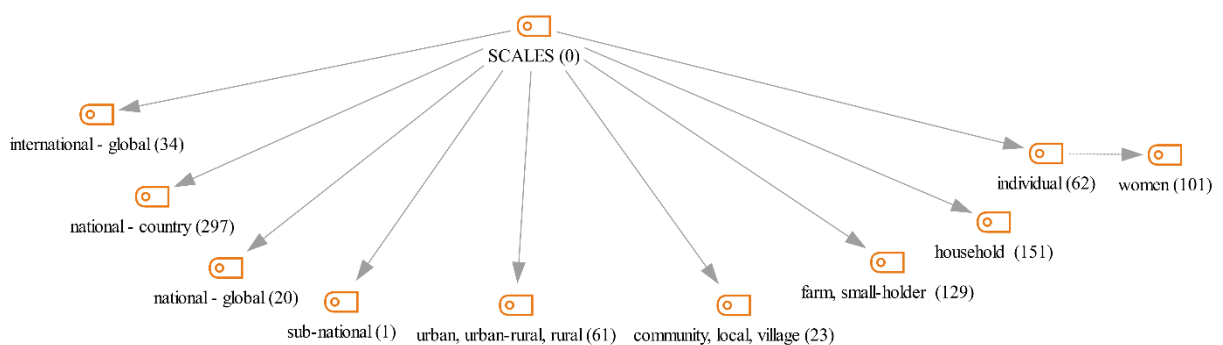 SCALES (0)
international - global (34)
individual (62)
women (101)
national - country (297)
household (151)
national - global (20)
farm, small-holder (129)
sub-national (1)
urban, urban-rural, rural (61)
community, local, village (23)